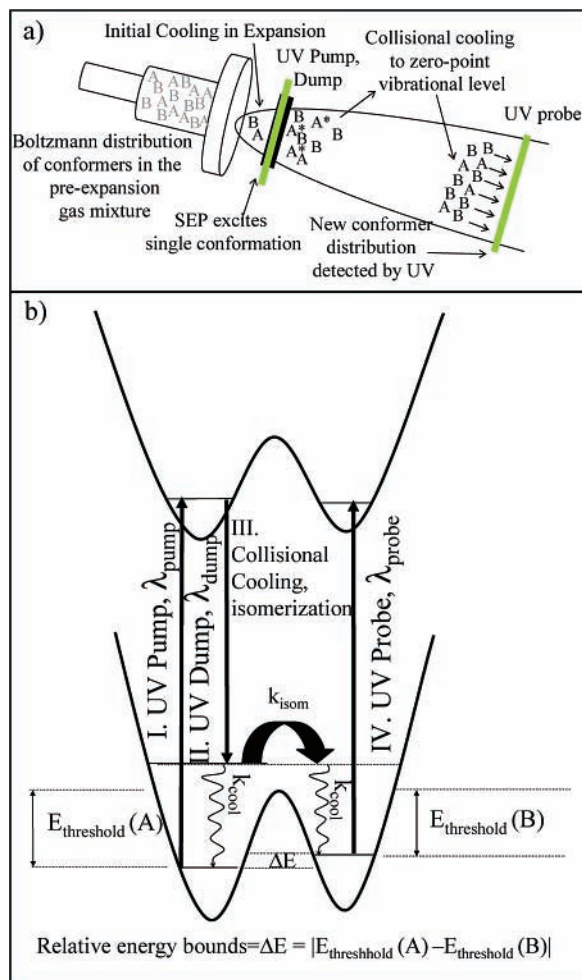 a)
Initial Cooling in Expansion
UV Pump,
Dump
Collisional cooling
to zero-point
vibrational level
UV probe
Boltzmann distribution
of conformers in the
pre-expansion
gas mixture
SEP excites
single conformation
New conformer
distribution
detected by UV
A B A B
B A B A A
B A B B
A B A A
B
A
B
A A*
* B
B
* B
A A
B B
B A
A B
B B
A B
B
b)
I. UV Pump, λpump
II. UV Dump, λdump
III.
Collisional
Cooling,
isomerization
IV. UV Probe, λprobe
kisom
kcool
kcool
Ethreshold (A)
Ethreshold (B)
ΔE
Relative energy bounds=ΔE = |Ethreshhold (A) –Ethreshold (B)|